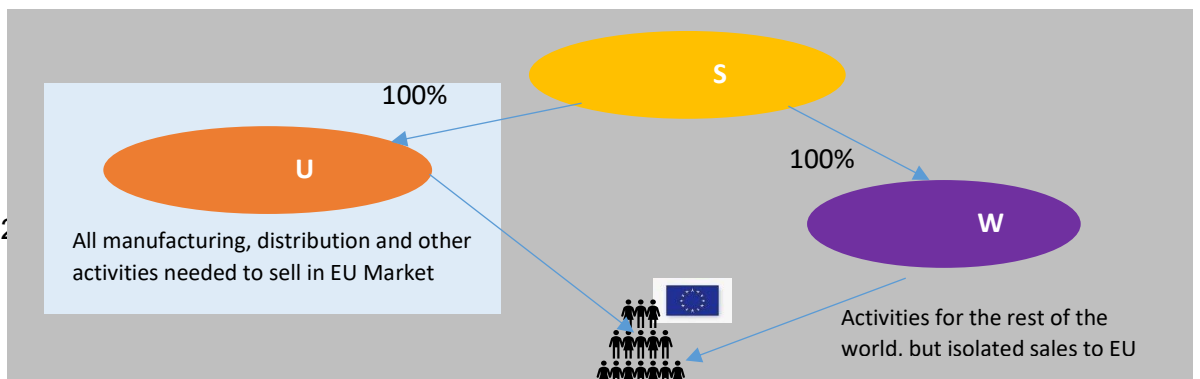 S
100%
U
100%
W
2
All manufacturing, distribution and other
activities needed to sell in EU Market
Activities for the rest of the
world. but isolated sales to EU